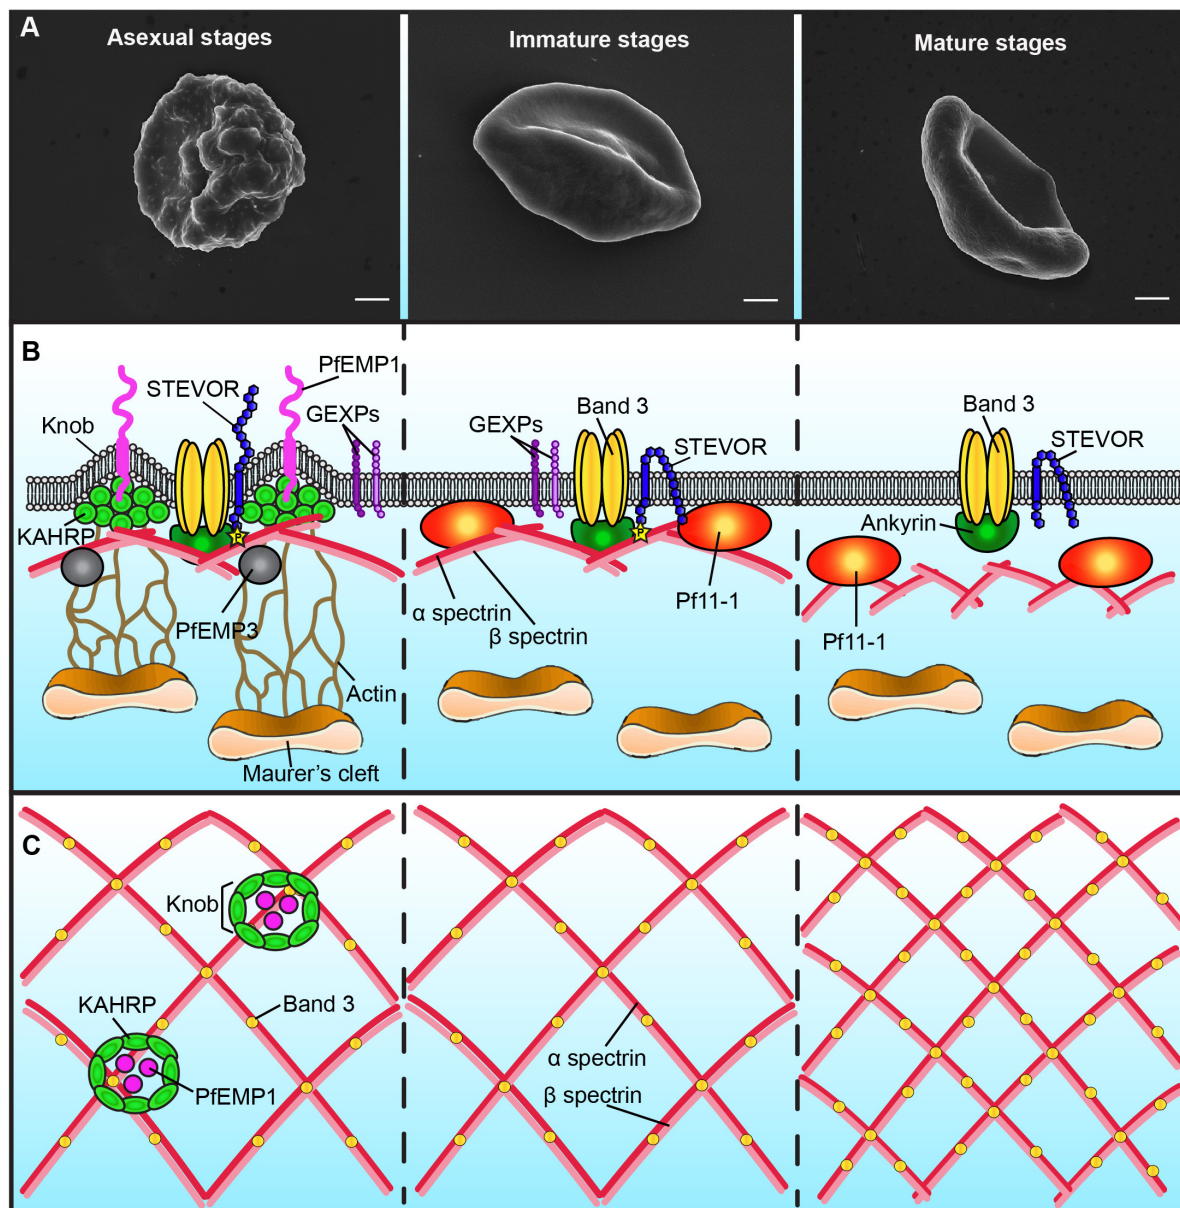 A
Asexual stages
Immature stages
Mature stages
B
PfEMP1
STEVOR
GEXPs
Knob
KAHRP
P
PfEMP3
Actin
Maurer's cleft
GEXPs
Band 3
STEVOR
P
α spectrin
β spectrin
Pf11-1
Band 3
STEVOR
Ankyrin
Pf11-1
C
Knob
KAHRP
Band 3
PfEMP1
α spectrin
β spectrin